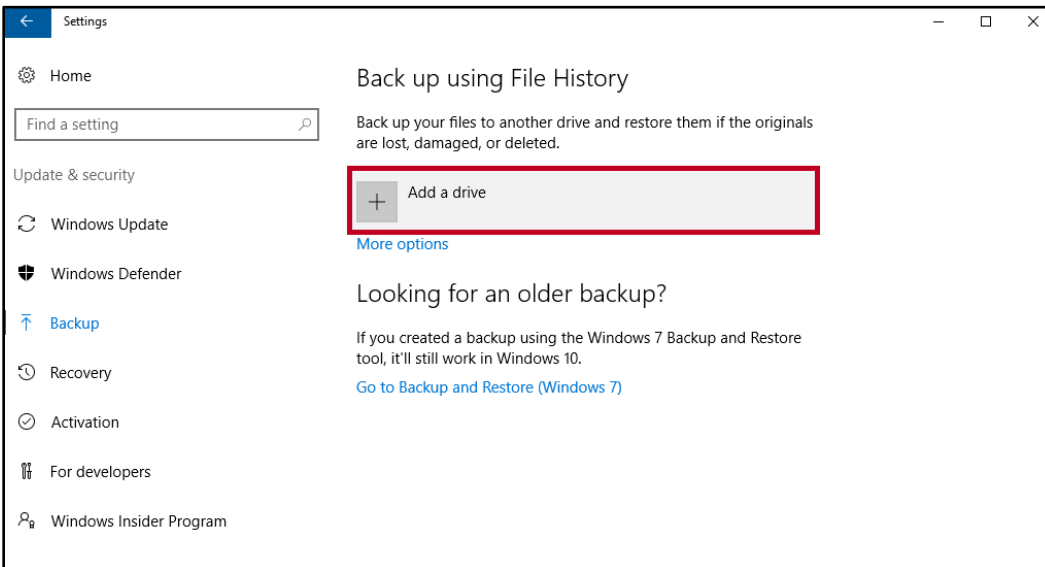 Settings
Home
Find a setting
Update & security
Windows Update
Windows Defender
Backup
Recovery
Activation
For developers
Windows Insider Program
Back up using File History
Back up your files to another drive and restore them if the originals
are lost, damaged, or deleted.
Add a drive
More options
Looking for an older backup?
If you created a backup using the Windows 7 Backup and Restore
tool, it'll still work in Windows 10.
Go to Backup and Restore (Windows 7)